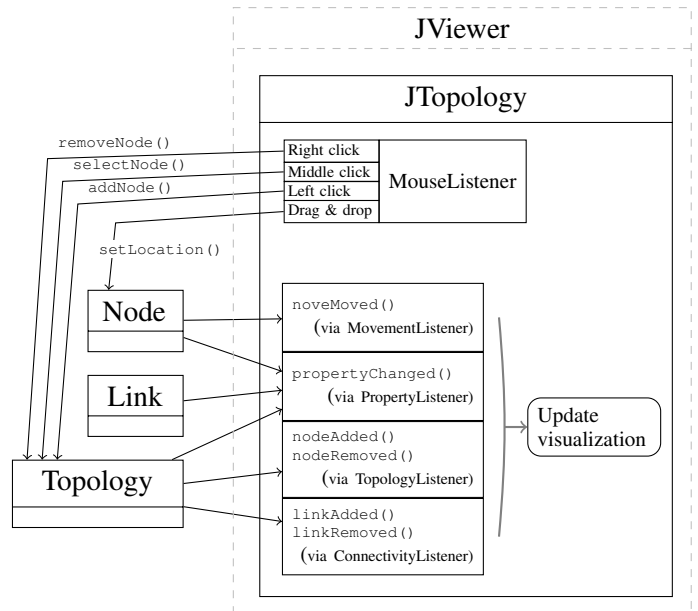 JViewer
JTopology
removeNode()
selectNode()
addNode()
setLocation()
Right click
Middle click
Left click
Drag & drop
MouseListener
Node
Link
Topology
noveMoved()
(via MovementListener)
propertyChanged()
(via PropertyListener)
nodeAdded()
nodeRemoved()
(via TopologyListener)
linkAdded()
linkRemoved()
(via ConnectivityListener)
Update
visualization